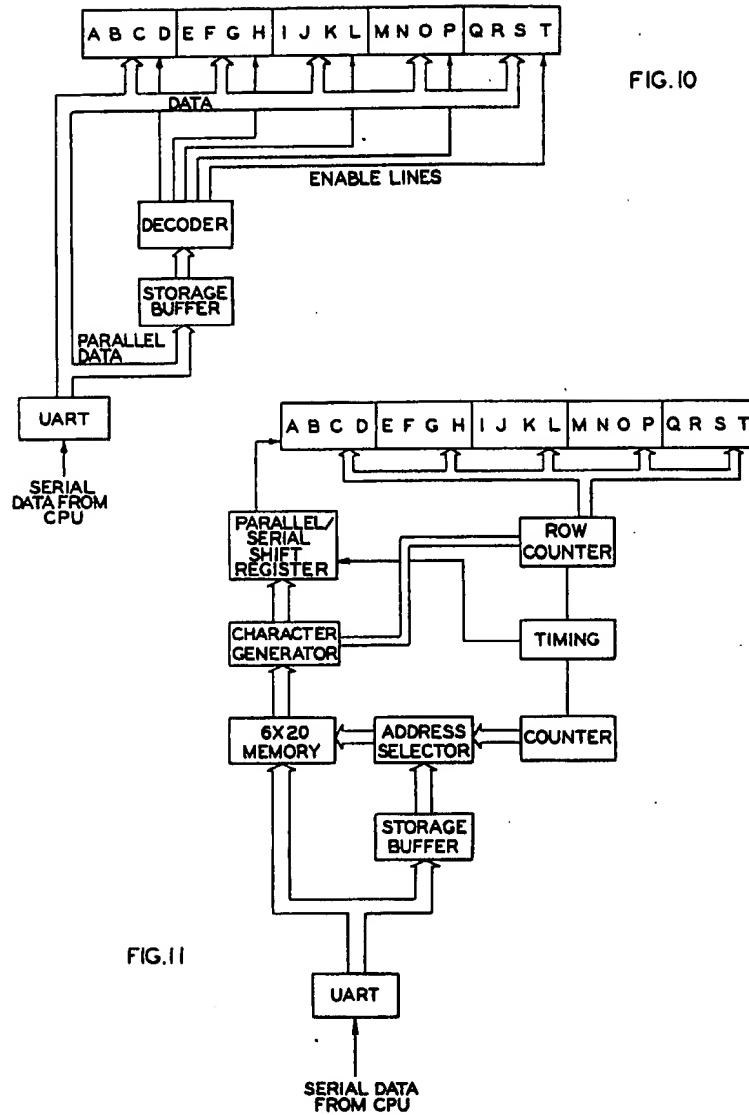 A B C D E F G H I J K L M N O P Q R S T
FIG.10
DATA
ENABLE LINES
DECODER
STORAGE
BUFFER
PARALLEL
DATA
UART
SERIAL
DATA FROM
CPU
A B C D E F G H I J K L M N O P Q R S T
PARALLEL/
SERIAL
SHIFT
REGISTER
ROW
COUNTER
CHARACTER
GENERATOR
TIMING
6X20
MEMORY
ADDRESS
SELECTOR
COUNTER
STORAGE
BUFFER
FIG.11
UART
SERIAL DATA
FROM CPU